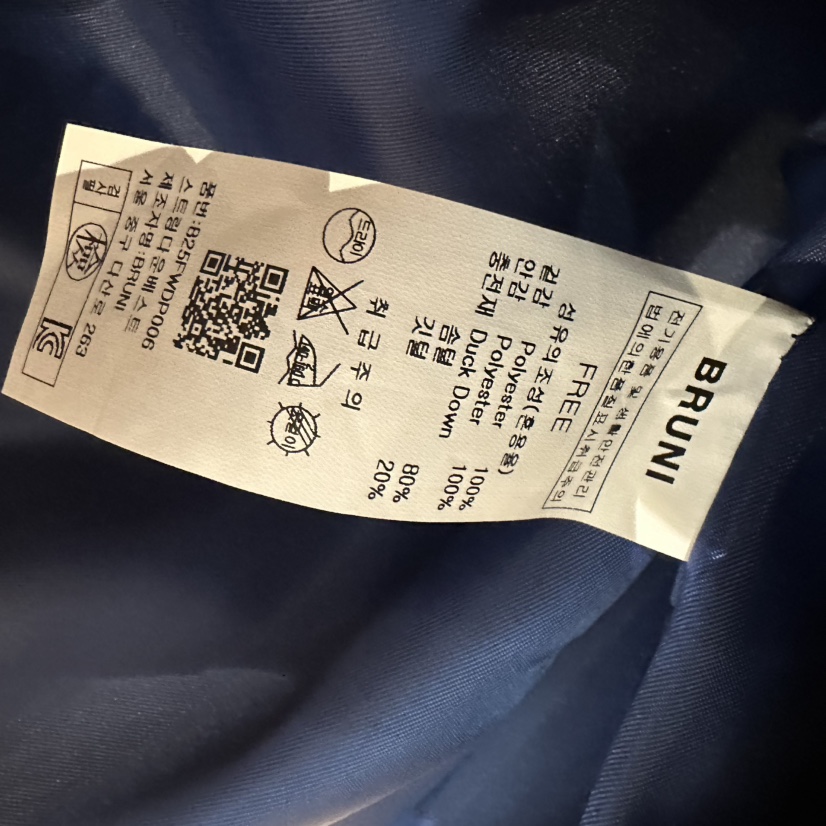 BRUNI
전기용품 및 생활안전관리
법에의한품질표시취급주의
FREE
섬유의조성(혼용율)
겉감 Polyester 100%
안감 Polyester 100%
충전재 Duck Down
솜털 80%
깃털 20%
취급주의
드라이
품번:B25FWDP006
스트링다운베스트
제조자명:BRUNI
서울 중구 다산로 263
검사필
KC